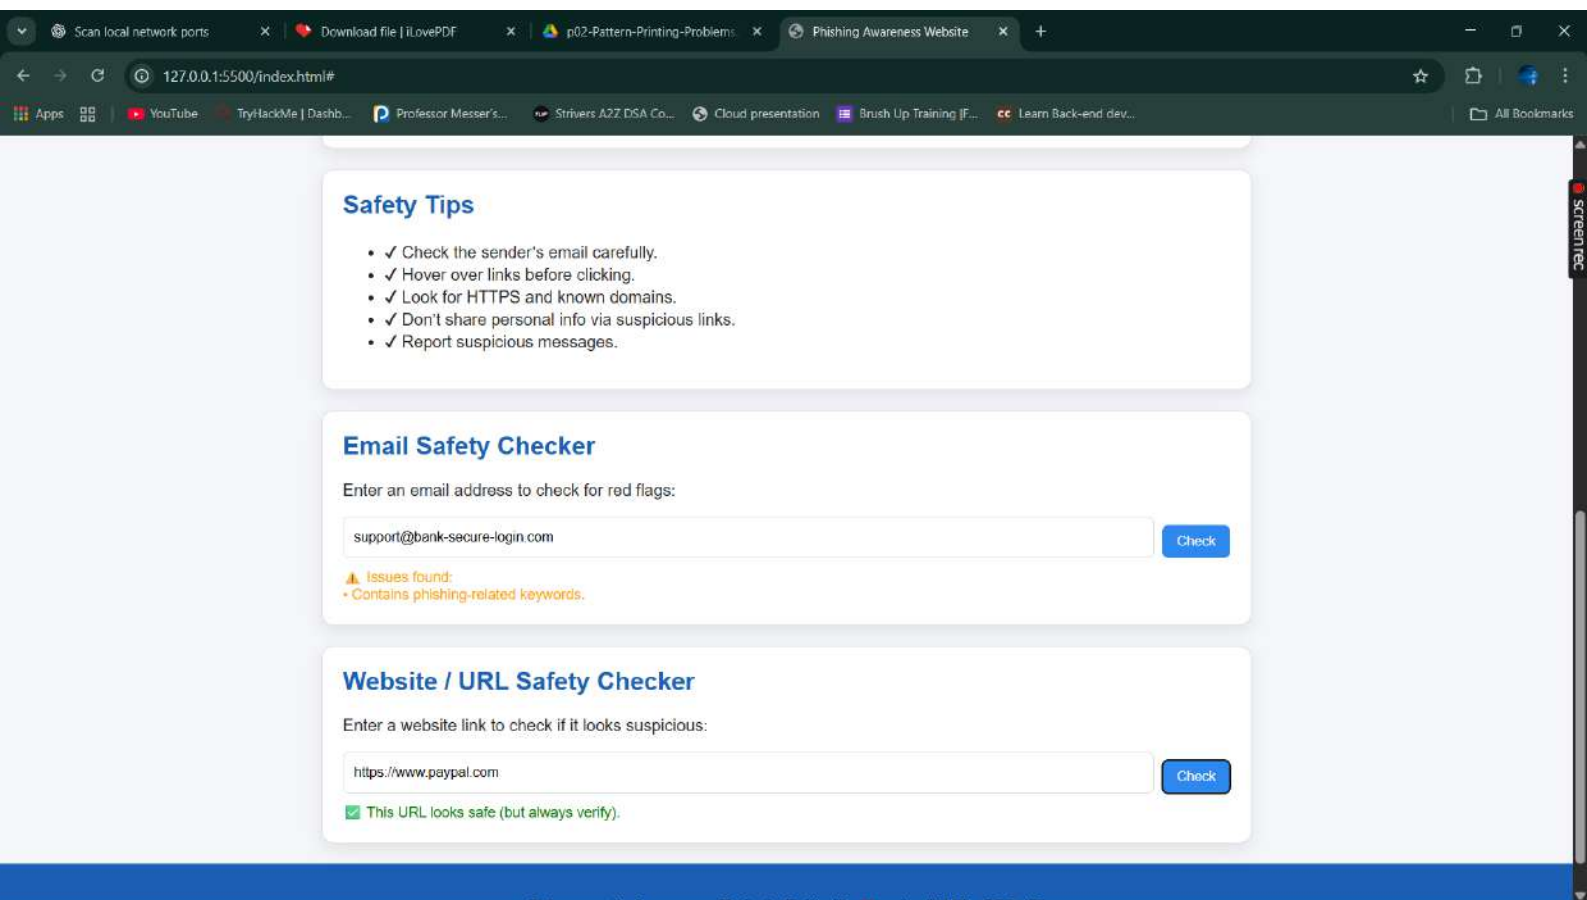 Scan local network ports
Download file | iLovePDF
p02-Pattern-Printing-Problems.
Phishing Awareness Website
127.0.0.1:5500/index.html#
Apps
YouTube
TryHackMe | Dashb...
Professor Messer's...
Strivers A2Z DSA Co...
Cloud presentation
Brush Up Training |F...
Learn Back-end dev...
All Bookmarks
screenrec
Safety Tips
• ✓ Check the sender's email carefully.
• ✓ Hover over links before clicking.
• ✓ Look for HTTPS and known domains.
• ✓ Don't share personal info via suspicious links.
• ✓ Report suspicious messages.
Email Safety Checker
Enter an email address to check for red flags:
support@bank-secure-login.com
Check
⚠ Issues found:
• Contains phishing-related keywords.
Website / URL Safety Checker
Enter a website link to check if it looks suspicious:
https://www.paypal.com
Check
✅ This URL looks safe (but always verify).